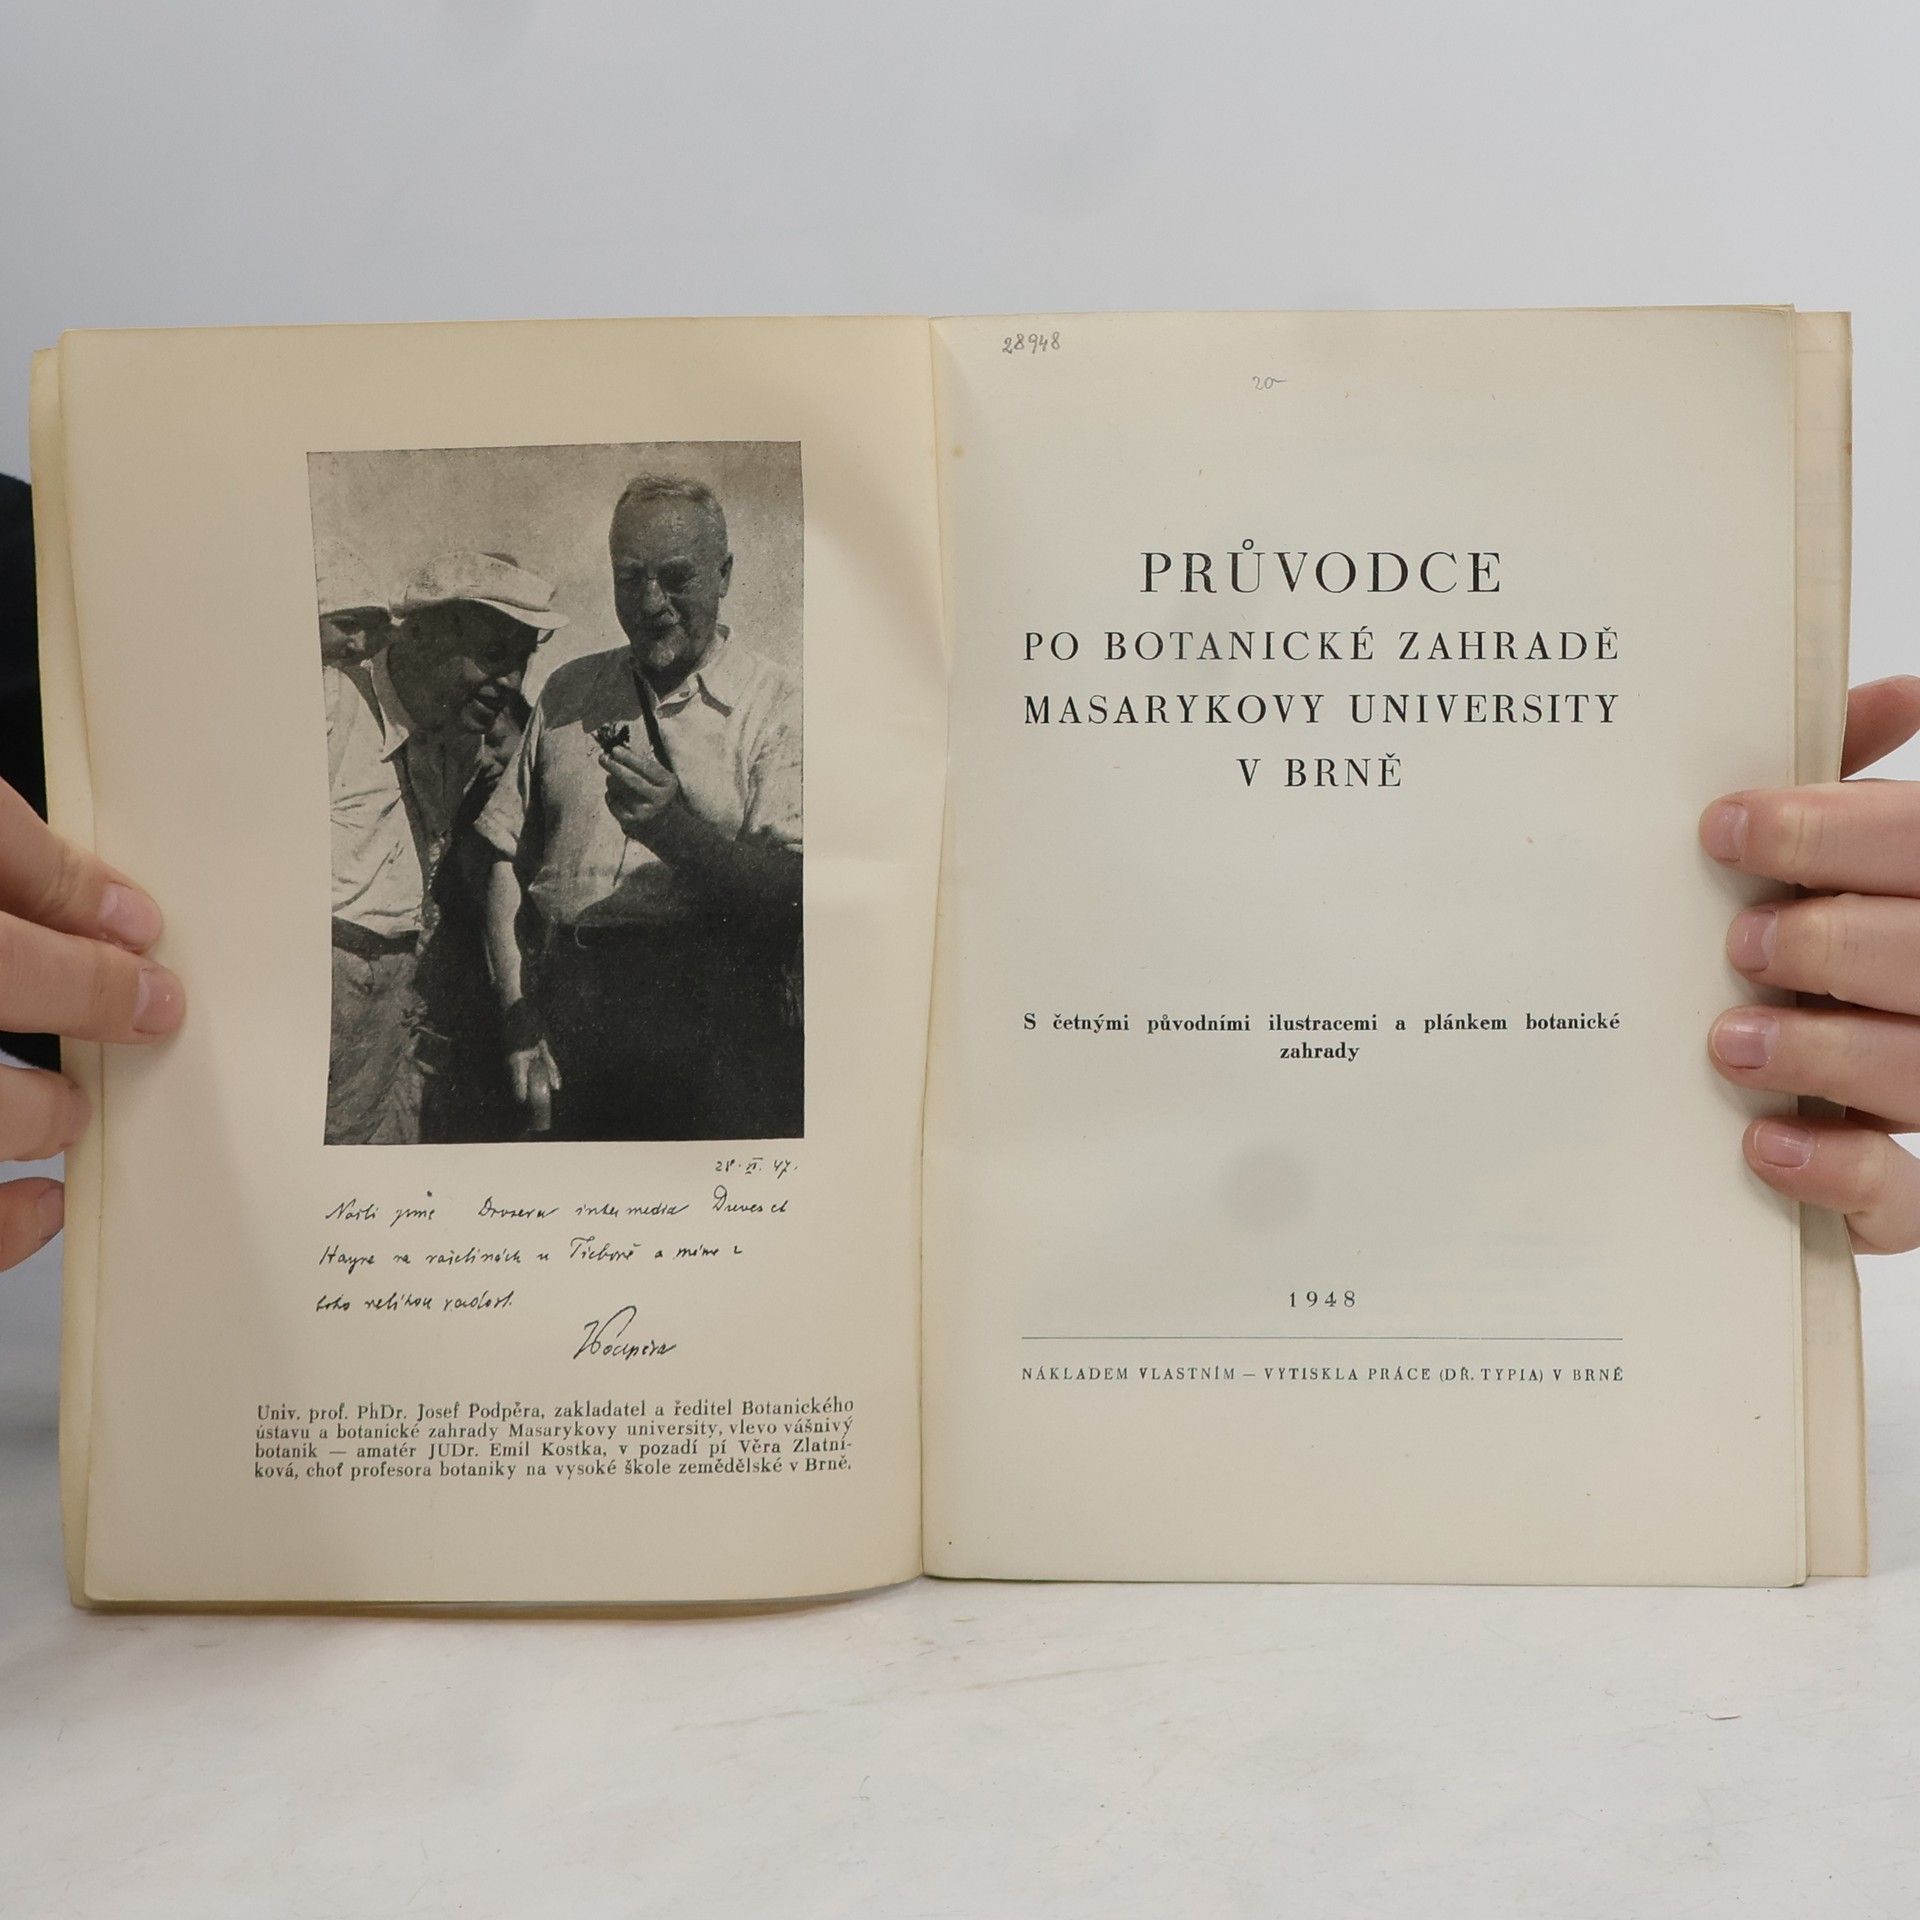 28. VI. 47.
Našli jsme Drosera intermedia Dreves et
Hayne na rašelinách u Třeboně a máme z
toho velikou radost.
Podpěra
Univ. prof. PhDr. Josef Podpěra, zakladatel a ředitel Botanického
ústavu a botanické zahrady Masarykovy university, vlevo vášnivý
botanik — amatér JUDr. Emil Kostka, v pozadí pí Věra Zlatní-
ková, choť profesora botaniky na vysoké škole zemědělské v Brně.
28948
20-
PRŮVODCE
PO BOTANICKÉ ZAHRADĚ
MASARYKOVY UNIVERSITY
V BRNĚ
S četnými původními ilustracemi a plánkem botanické
zahrady
1948
NÁKLADEM VLASTNÍM — VYTISKLA PRÁCE (DŘ. TYPIA) V BRNĚ